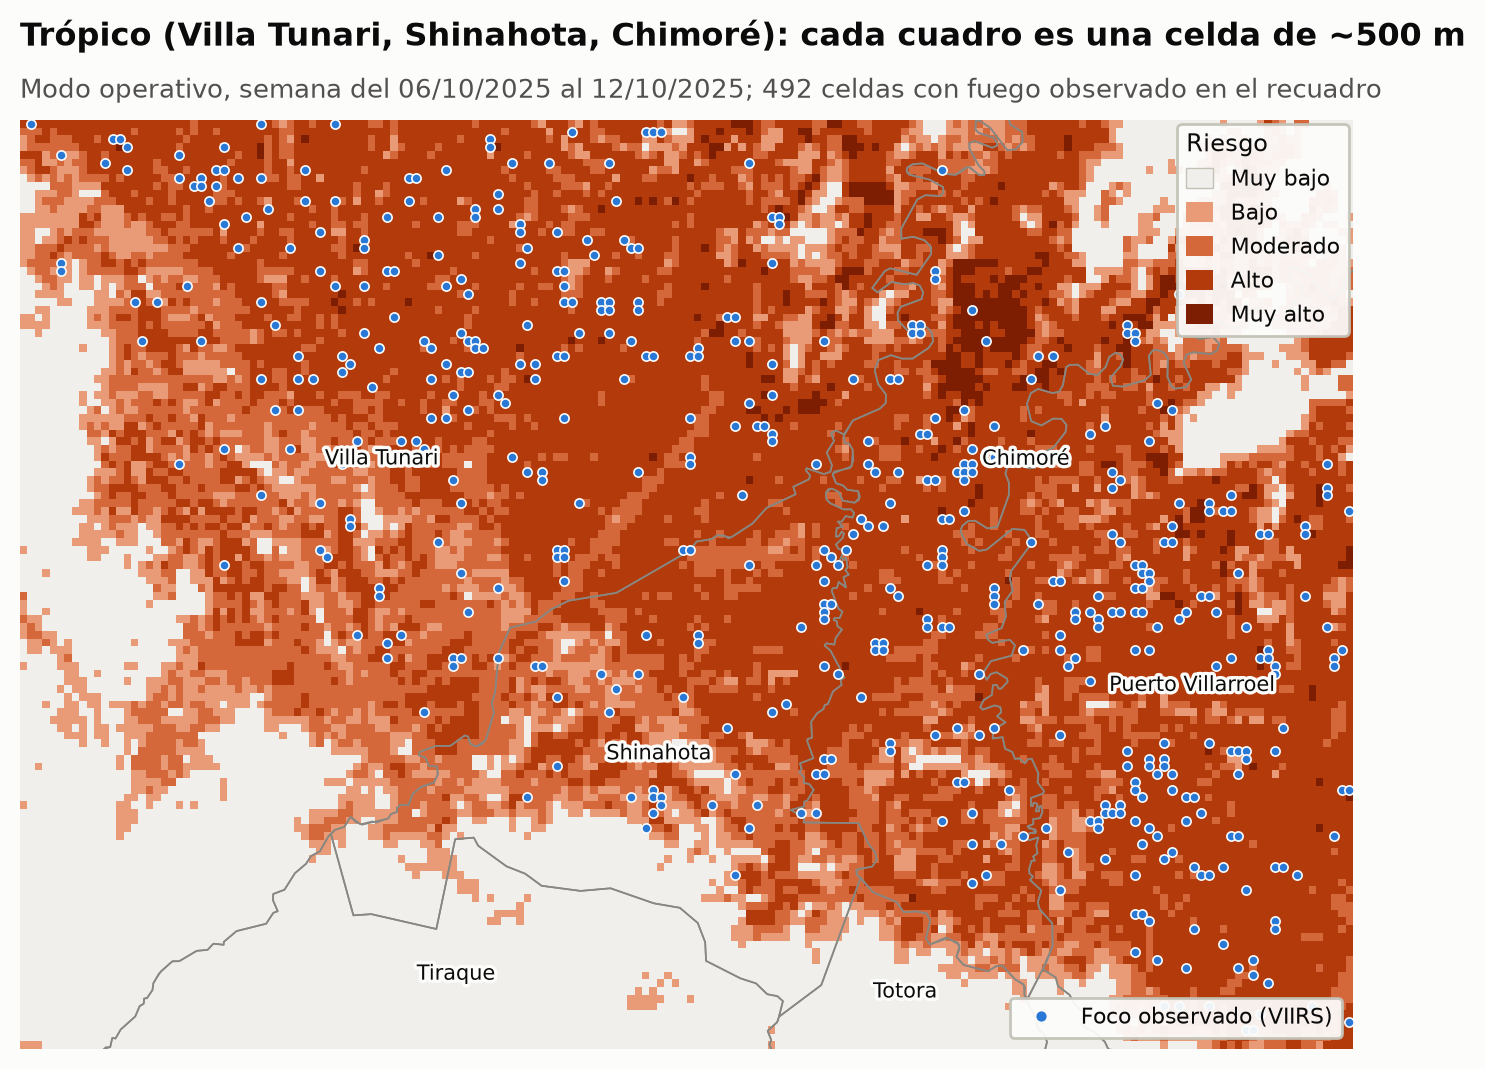 Trópico (Villa Tunari, Shinahota, Chimoré): cada cuadro es una celda de ~500 m
Modo operativo, semana del 06/10/2025 al 12/10/2025; 492 celdas con fuego observado en el recuadro
Riesgo
Muy bajo
Bajo
Moderado
Alto
Muy alto
Villa Tunari
Chimoré
Puerto Villarroel
Shinahota
Tiraque
Totora
Foco observado (VIIRS)